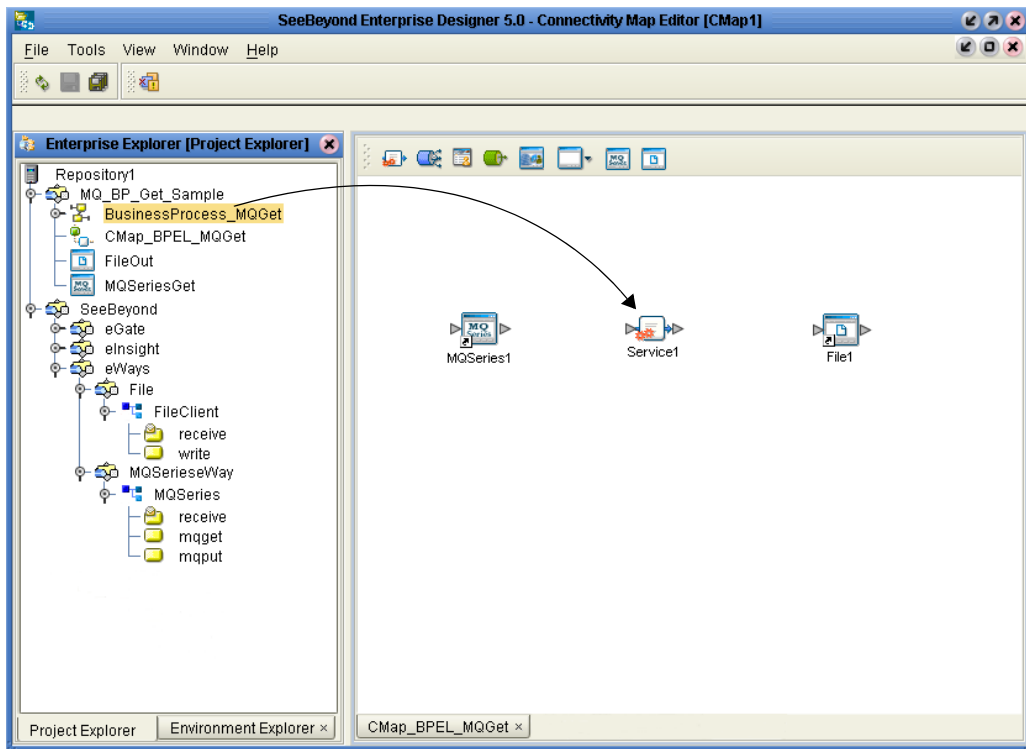 SeeBeyond Enterprise Designer 5.0 - Connectivity Map Editor [CMap1]
File Tools View Window Help
Enterprise Explorer [Project Explorer]
Repository1
MQ_BP_Get_Sample
BusinessProcess_MQGet
CMap_BPEL_MQGet
FileOut
MQSeriesGet
SeeBeyond
eGate
eInsight
eWays
File
FileClient
receive
write
MQSerieseWay
MQSeries
receive
mqget
mqput
Project Explorer
Environment Explorer ×
MQ
Series
MQSeries1
Service1
File1
CMap_BPEL_MQGet ×